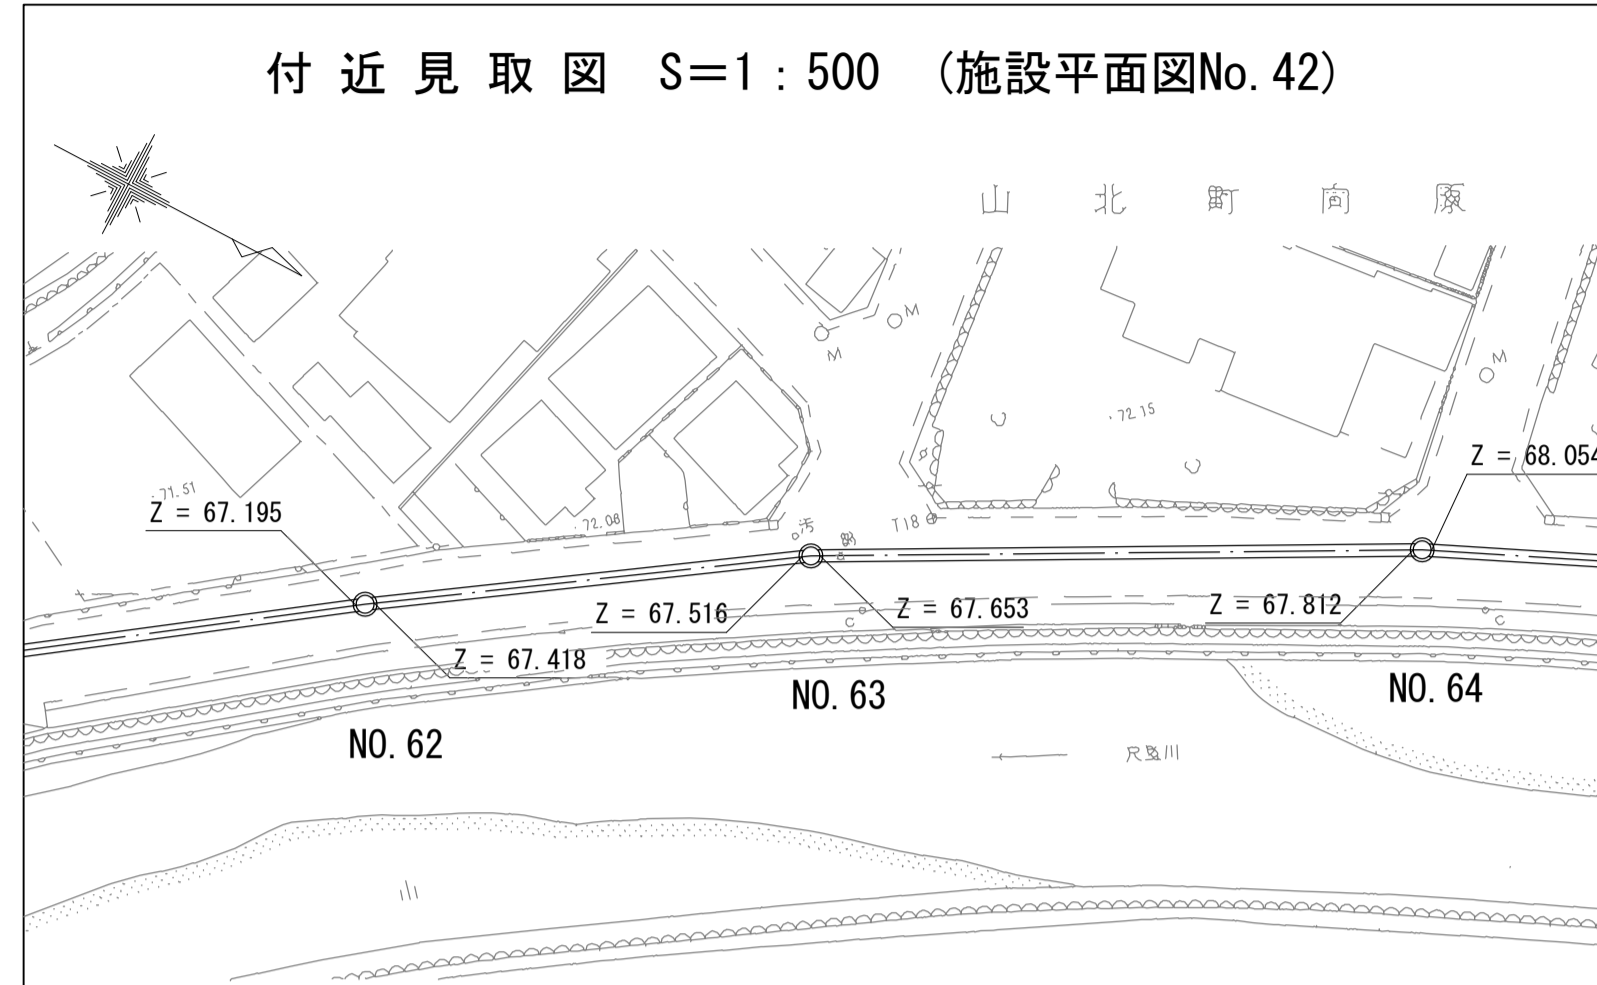 付近見取図 S=1:500 (施設平面図No.42)
山北町向原
M
M
M
・72.15
Z = 68.054
・71.51
Z = 67.195
・72.08
汚
T18
Z = 67.516
Z = 67.653
Z = 67.812
C
C
Z = 67.418
NO.63
NO.64
NO.62